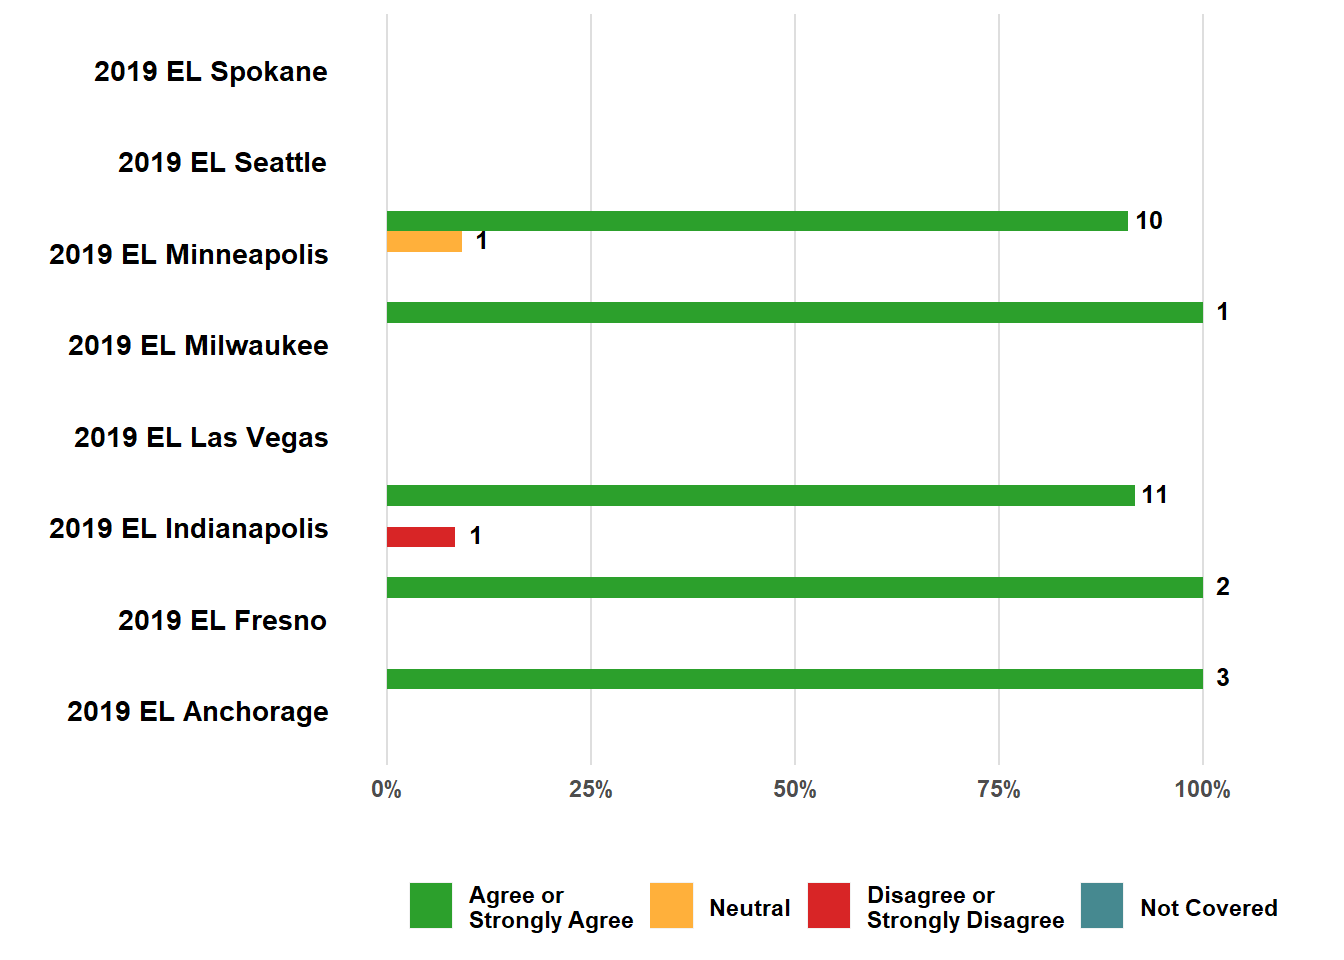 2019 EL Spokane
2019 EL Seattle
10
1
2019 EL Minneapolis
1
2019 EL Milwaukee
2019 EL Las Vegas
11
2019 EL Indianapolis
1
2
2019 EL Fresno
3
2019 EL Anchorage
0% 25% 50% 75% 100%
Agree or
Strongly Agree
Neutral
Disagree or
Strongly Disagree
Not Covered